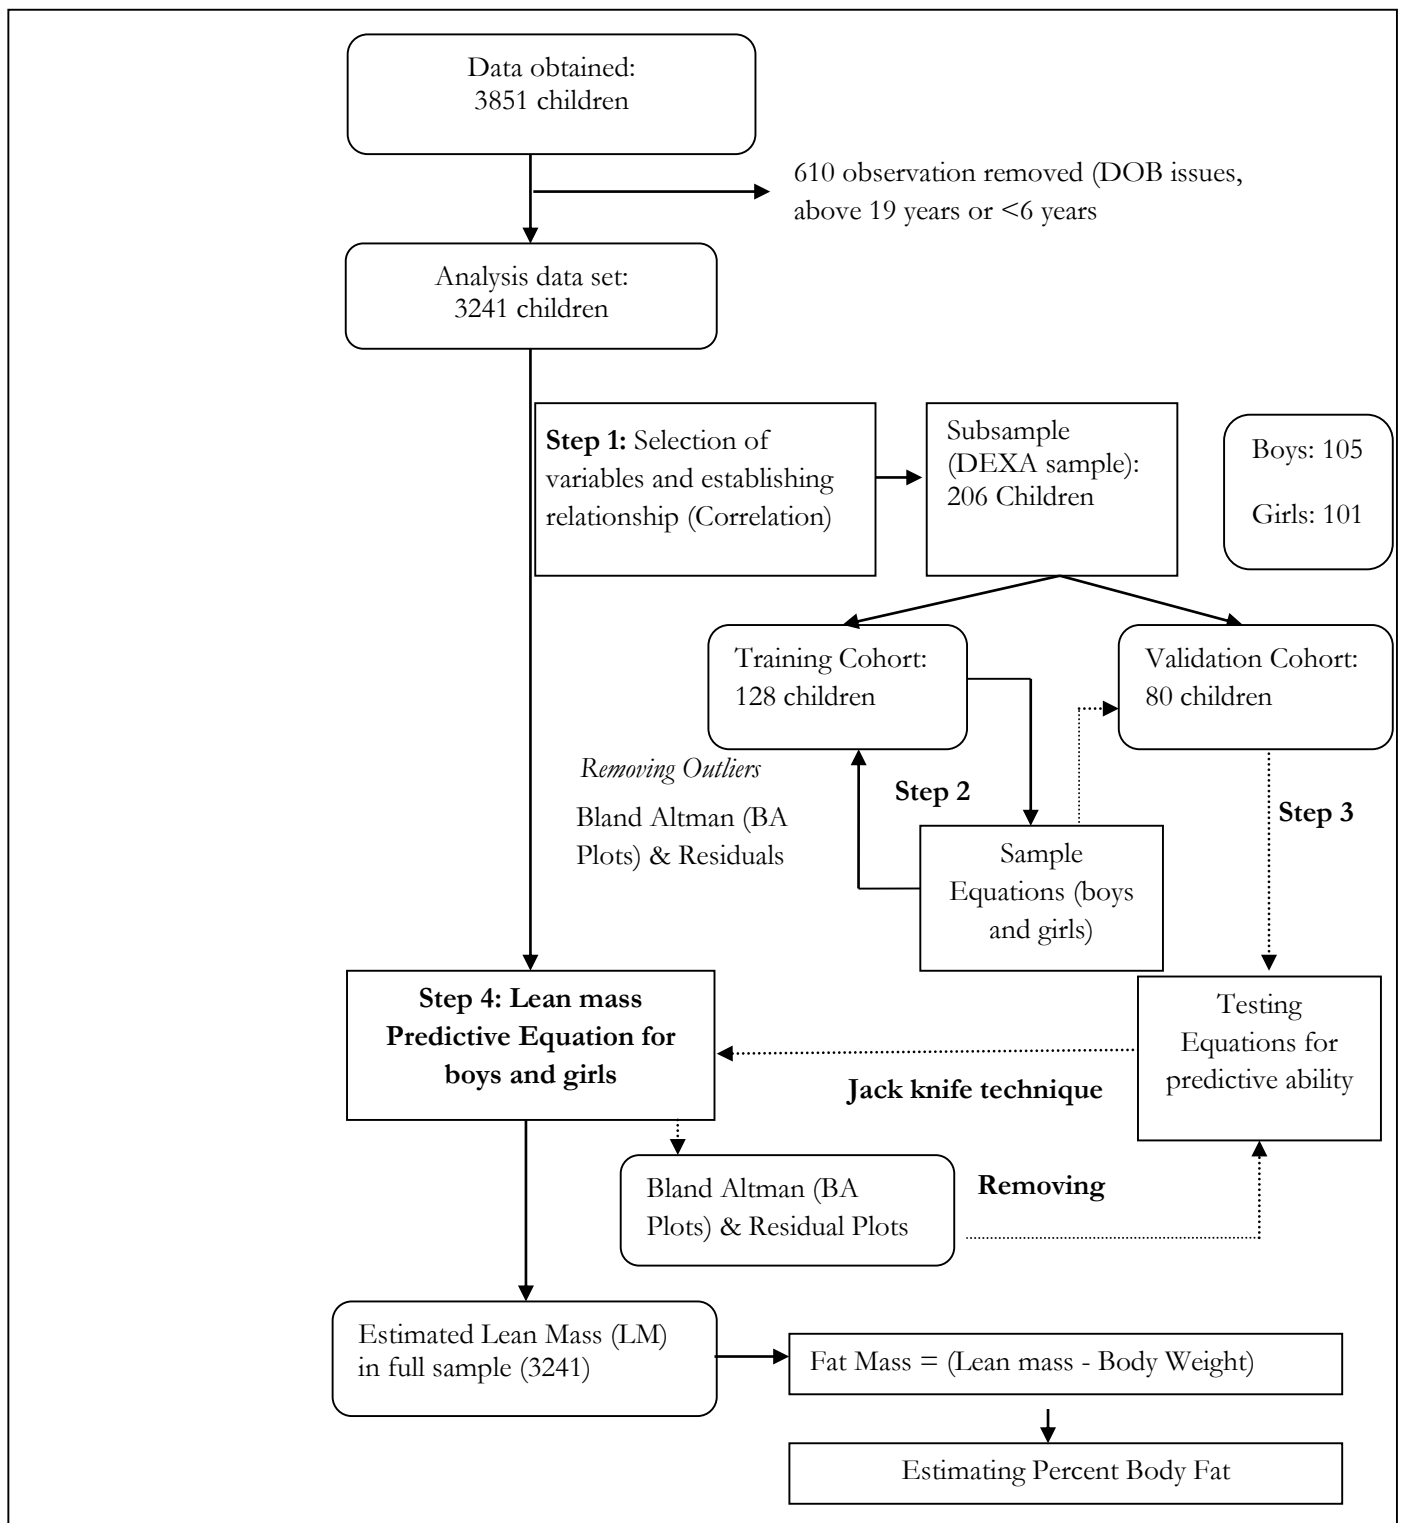 Data obtained:
3851 children
610 observation removed (DOB issues,
above 19 years or <6 years
Analysis data set:
3241 children
Step 1: Selection of
variables and establishing
relationship (Correlation)
Subsample
(DEXA sample):
206 Children
Boys: 105
Girls: 101
Training Cohort:
128 children
Validation Cohort:
80 children
Removing Outliers
Bland Altman (BA
Plots) & Residuals
Step 2
Step 3
Sample
Equations (boys
and girls)
Step 4: Lean mass
Predictive Equation for
boys and girls
Testing
Equations for
predictive ability
Jack knife technique
Bland Altman (BA
Plots) & Residual Plots
Removing
Estimated Lean Mass (LM)
in full sample (3241)
Fat Mass = (Lean mass - Body Weight)
Estimating Percent Body Fat